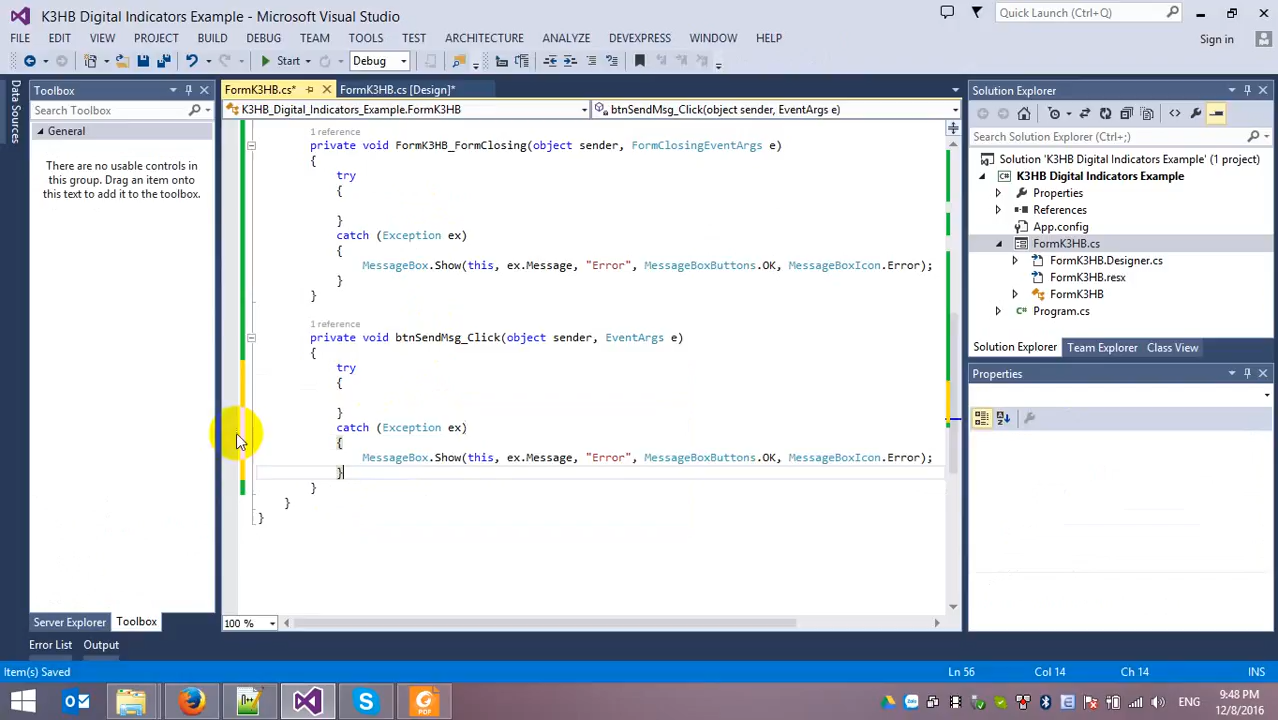 K3HB Digital Indicators Example - Microsoft Visual Studio
Quick Launch (Ctrl+Q)
FILE EDIT VIEW PROJECT BUILD DEBUG TEAM TOOLS TEST ARCHITECTURE ANALYZE DEVEXPRESS WINDOW HELP
Sign in
Start Debug
Data Sources
Toolbox
Search Toolbox
General
There are no usable controls in
this group. Drag an item onto
this text to add it to the toolbox.
Server Explorer Toolbox
FormK3HB.cs* FormK3HB.cs [Design]*
K3HB_Digital_Indicators_Example.FormK3HB btnSendMsg_Click(object sender, EventArgs e)
1 reference
private void FormK3HB_FormClosing(object sender, FormClosingEventArgs e)
{
try
{
}
catch (Exception ex)
{
MessageBox.Show(this, ex.Message, "Error", MessageBoxButtons.OK, MessageBoxIcon.Error);
}
}
1 reference
private void btnSendMsg_Click(object sender, EventArgs e)
{
try
{
}
catch (Exception ex)
{
MessageBox.Show(this, ex.Message, "Error", MessageBoxButtons.OK, MessageBoxIcon.Error);
}
}
}
}
100 %
Solution Explorer
Search Solution Explorer (Ctrl+;)
Solution 'K3HB Digital Indicators Example' (1 project)
K3HB Digital Indicators Example
Properties
References
App.config
FormK3HB.cs
FormK3HB.Designer.cs
FormK3HB.resx
FormK3HB
Program.cs
Solution Explorer Team Explorer Class View
Properties
Error List Output
Item(s) Saved Ln 56 Col 14 Ch 14 INS
ENG
9:48 PM
12/8/2016